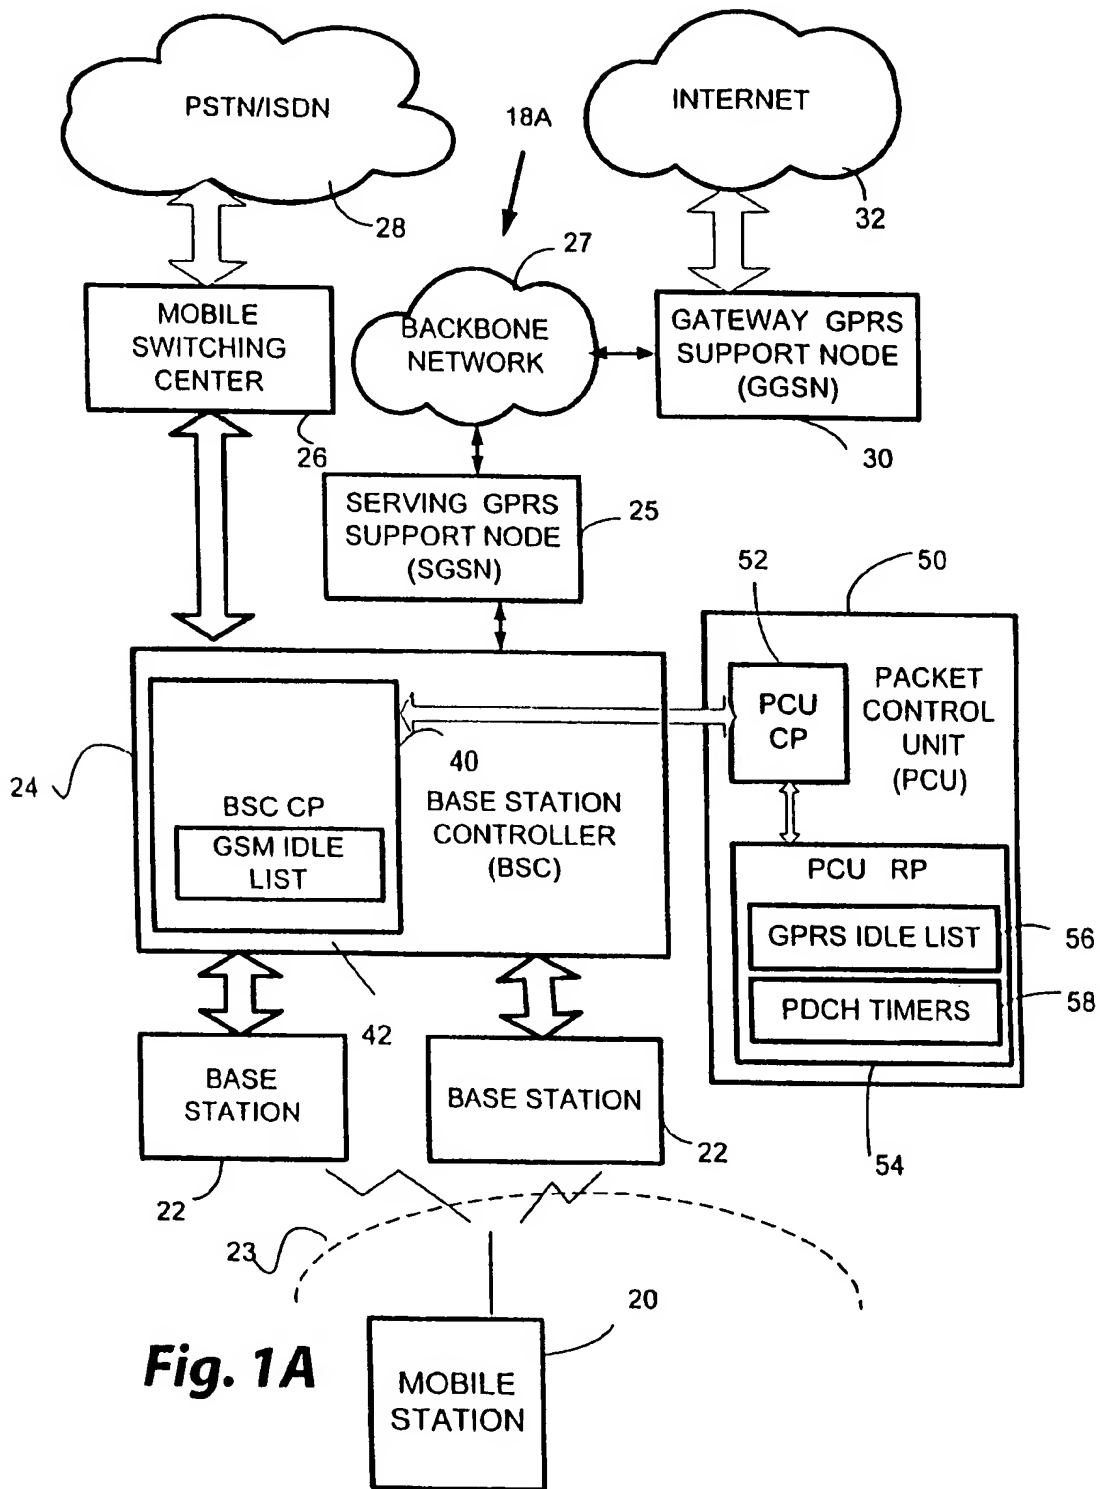 PSTN/ISDN
INTERNET
18A
28
32
27
MOBILE
SWITCHING
CENTER
BACKBONE
NETWORK
GATEWAY GPRS
SUPPORT NODE
(GGSN)
26
30
SERVING GPRS
SUPPORT NODE
(SGSN)
25
52
50
PCU
CP
PACKET
CONTROL
UNIT
(PCU)
24
40
BSC CP
GSM IDLE
LIST
BASE STATION
CONTROLLER
(BSC)
PCU RP
GPRS IDLE LIST
56
PDCH TIMERS
58
42
BASE
STATION
BASE STATION
22
22
54
23
20
Fig. 1A
MOBILE
STATION